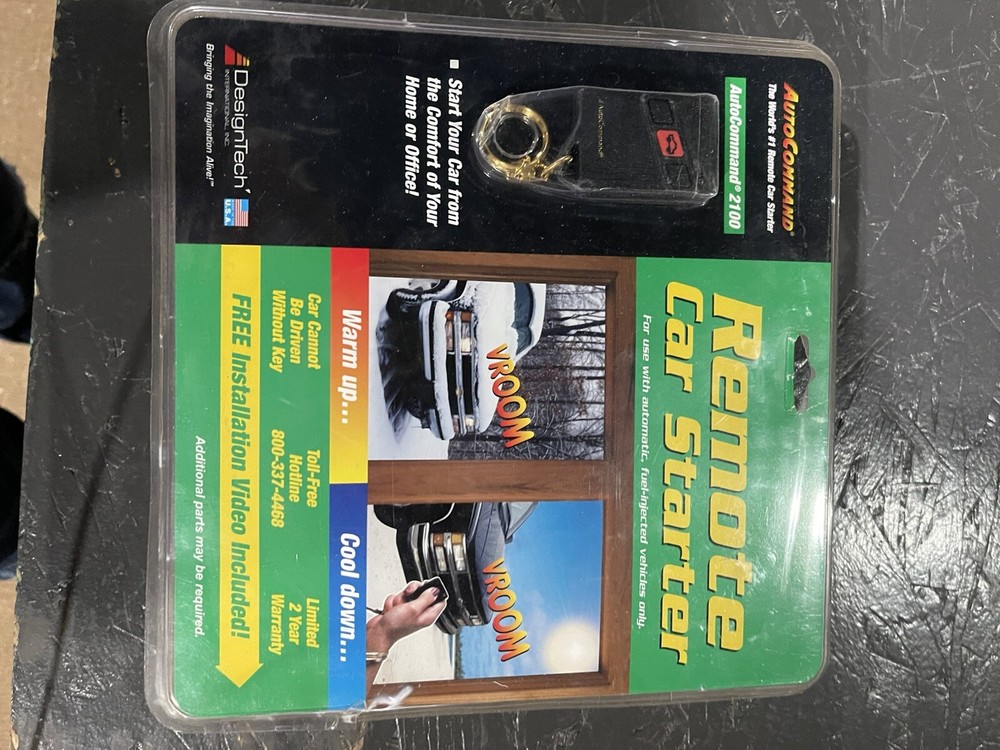 AUTOCOMMAND®
The World's #1 Remote Car Starter
AutoCommand® 2100
AutoCommand®
■ Start Your Car from
the Comfort of Your
Home or Office!
DesignTech
INTERNATIONAL, INC.
Bringing the Imagination Alive!™
U.S.A.
Remote
Car Starter
For use with automatic, fuel-injected vehicles only.
VROOM
VROOM
Warm up...
Cool down...
Car Cannot
Be Driven
Without Key
Toll-Free
Hotline
800-337-4468
Limited
2 Year
Warranty
FREE Installation Video Included!
Additional parts may be required.